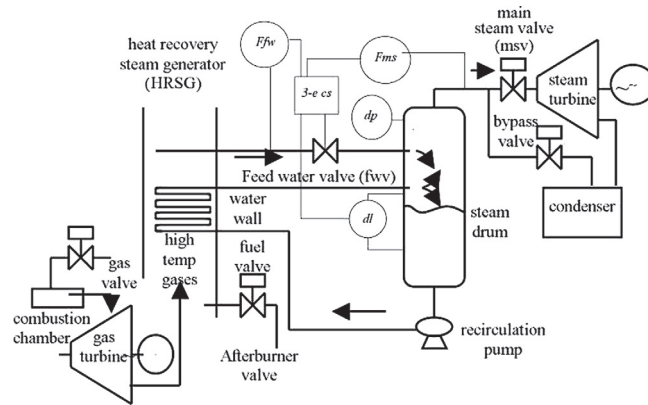 heat recovery
steam generator
(HRSG)
Ffw
Fms
main
steam valve
(msv)
3-e cs
dp
steam
turbine
~
bypass
valve
Feed water valve (fwv)
water
wall
dl
steam
drum
condenser
high
temp
gases
fuel
valve
gas
valve
combustion
chamber
gas
turbine
Afterburner
valve
recirculation
pump